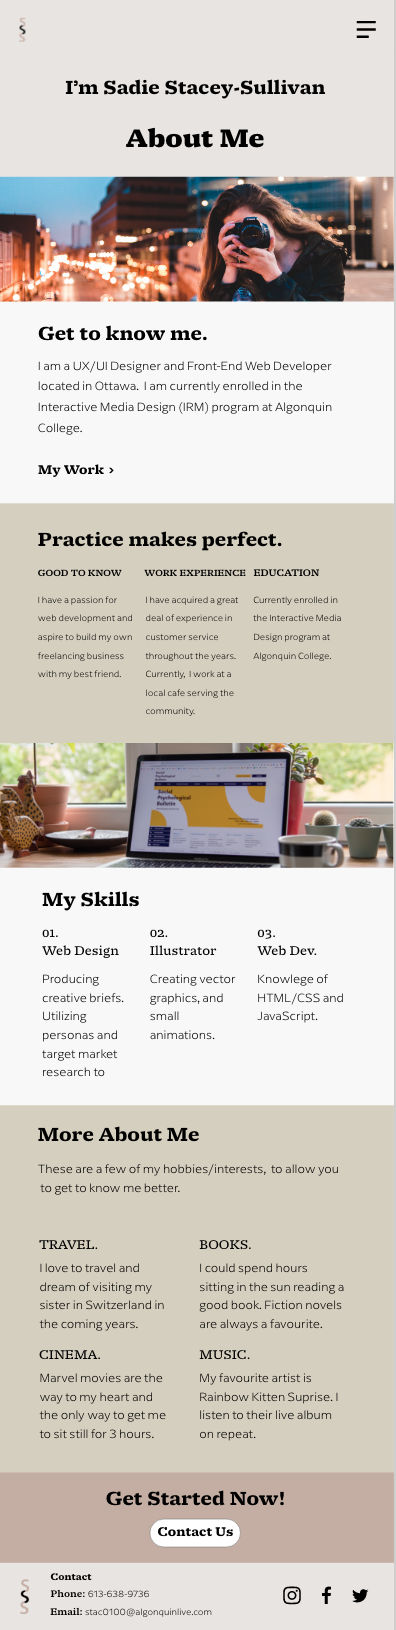 I'm Sadie Stacey-Sullivan
About Me
Get to know me.
I am a UX/UI Designer and Front-End Web Developer
located in Ottawa. I am currently enrolled in the
Interactive Media Design (IRM) program at Algonquin
College.
My Work ›
Practice makes perfect.
GOOD TO KNOW
I have a passion for
web development and
aspire to build my own
freelancing business
with my best friend.
WORK EXPERIENCE
I have acquired a great
deal of experience in
customer service
throughout the years.
Currently, I work at a
local cafe serving the
community.
EDUCATION
Currently enrolled in
the Interactive Media
Design program at
Algonquin College.
Social
Psychological
Bulletin
My Skills
01.
Web Design
Producing
creative briefs.
Utilizing
personas and
target market
research to
02.
Illustrator
Creating vector
graphics, and
small
animations.
03.
Web Dev.
Knowlege of
HTML/CSS and
JavaScript.
More About Me
These are a few of my hobbies/interests, to allow you
to get to know me better.
TRAVEL.
I love to travel and
dream of visiting my
sister in Switzerland in
the coming years.
BOOKS.
I could spend hours
sitting in the sun reading a
good book. Fiction novels
are always a favourite.
CINEMA.
Marvel movies are the
way to my heart and
the only way to get me
to sit still for 3 hours.
MUSIC.
My favourite artist is
Rainbow Kitten Suprise. I
listen to their live album
on repeat.
Get Started Now!
Contact Us
Contact
Phone: 613-638-9736
Email: stac0100@algonquinlive.com